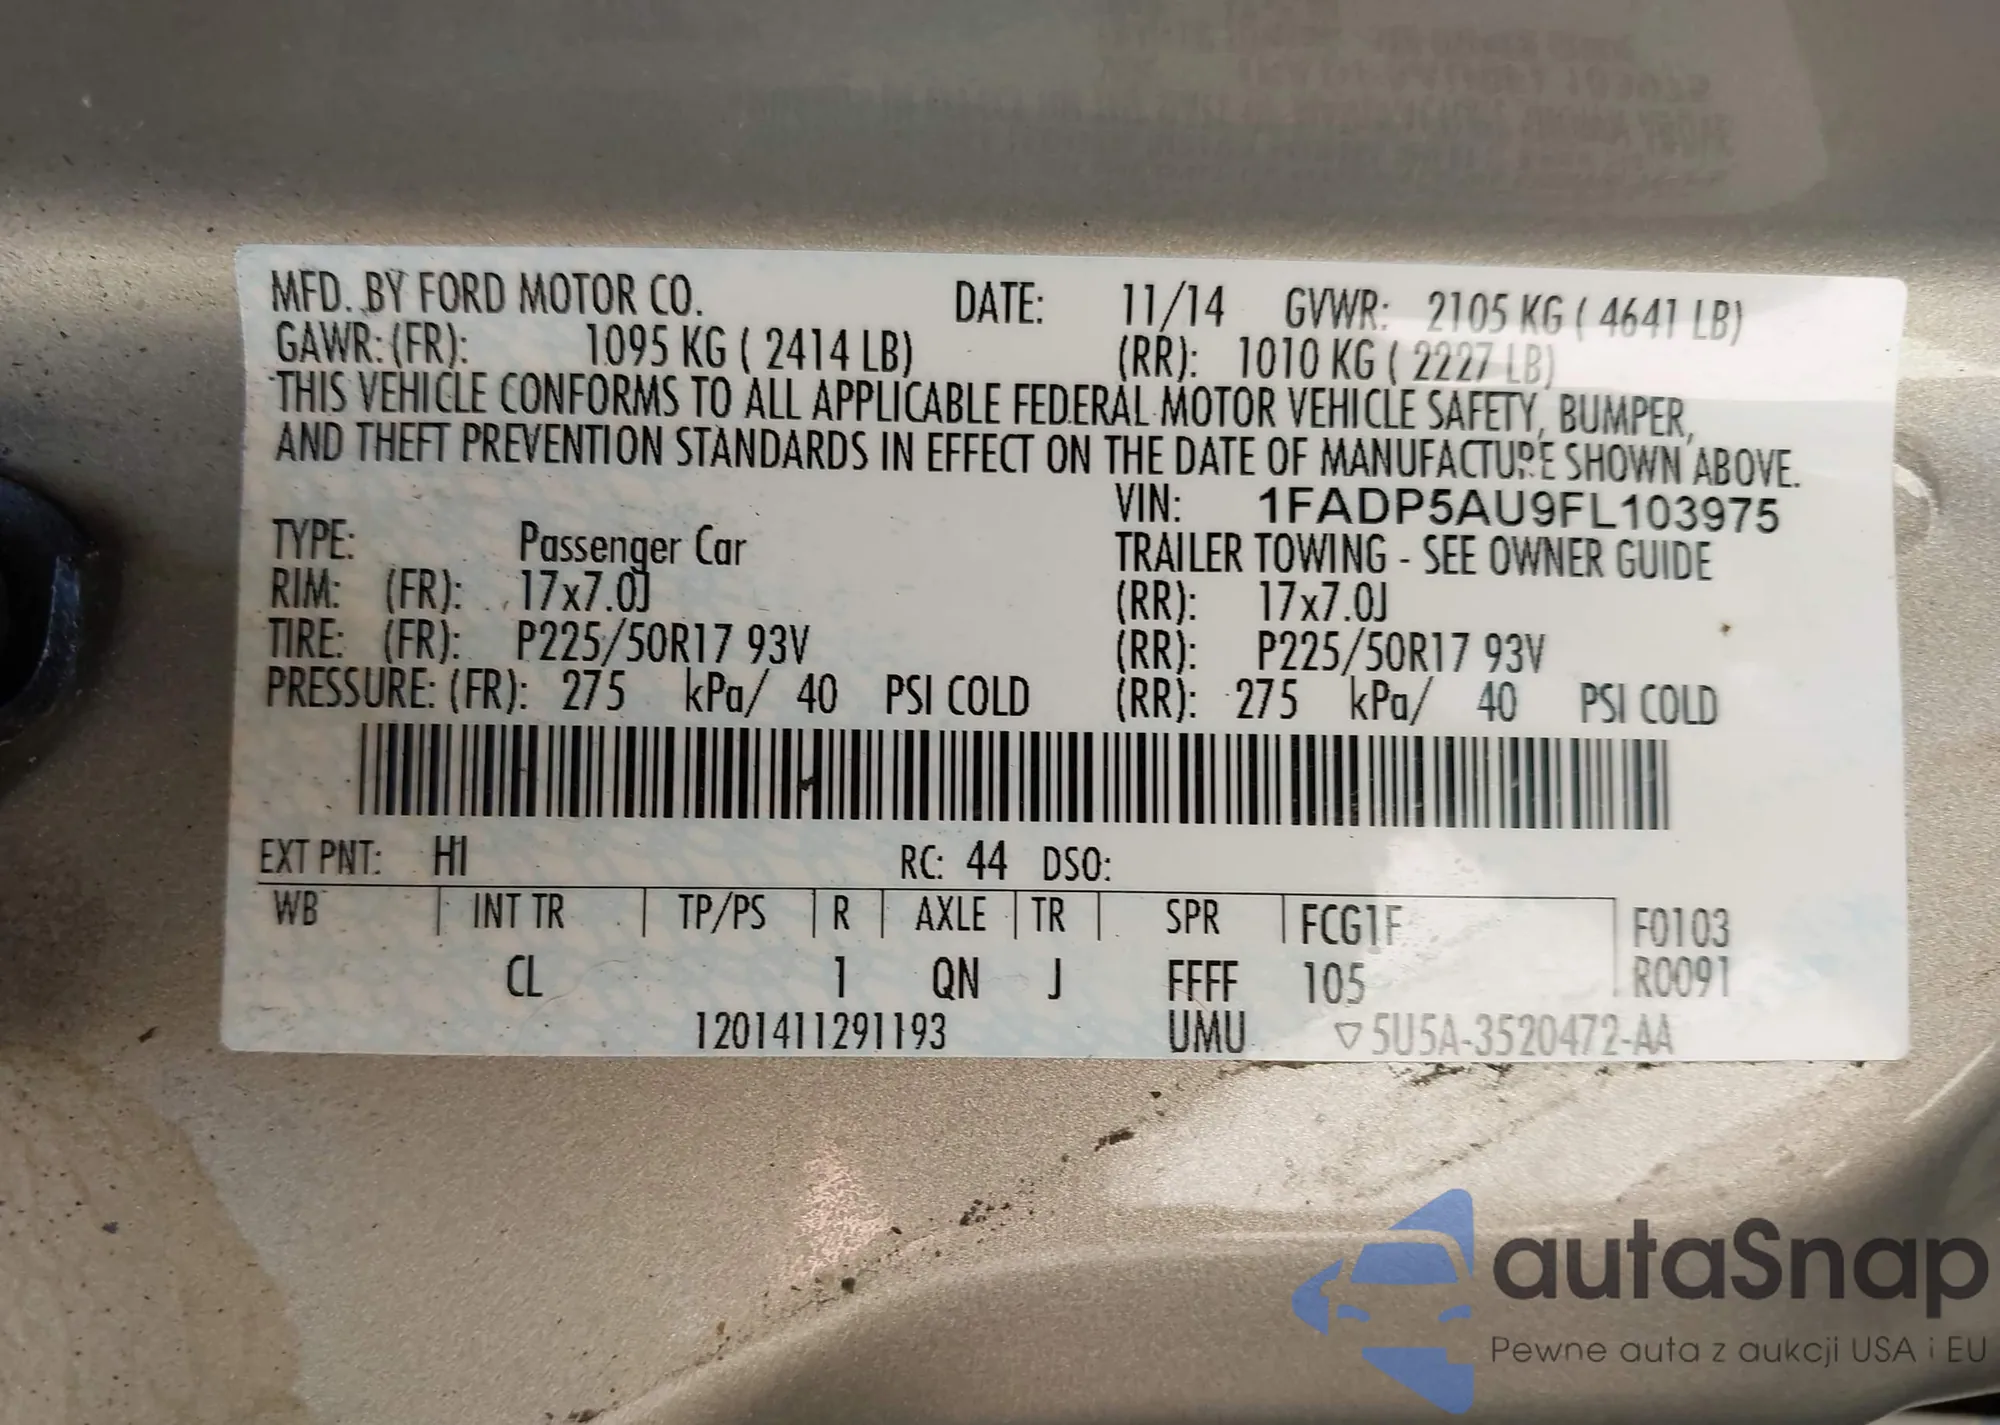 MFD. BY FORD MOTOR CO. DATE: 11/14 GVWR: 2105 KG ( 4641 LB)
GAWR: (FR): 1095 KG ( 2414 LB) (RR): 1010 KG ( 2227 LB)
THIS VEHICLE CONFORMS TO ALL APPLICABLE FEDERAL MOTOR VEHICLE SAFETY, BUMPER,
AND THEFT PREVENTION STANDARDS IN EFFECT ON THE DATE OF MANUFACTURE SHOWN ABOVE.
VIN: 1FADP5AU9FL103975
TYPE: Passenger Car TRAILER TOWING - SEE OWNER GUIDE
RIM: (FR): 17x7.0J (RR): 17x7.0J
TIRE: (FR): P225/50R17 93V (RR): P225/50R17 93V
PRESSURE: (FR): 275 kPa/ 40 PSI COLD (RR): 275 kPa/ 40 PSI COLD
EXT PNT: HI RC: 44 DSO:
WB INT TR TP/PS R AXLE TR SPR FCG1F F0103
CL 1 QN J FFFF 105 R0091
1201411291193 UMU ▽5U5A-3520472-AA
autaSnap
Pewne auta z aukcji USA i EU